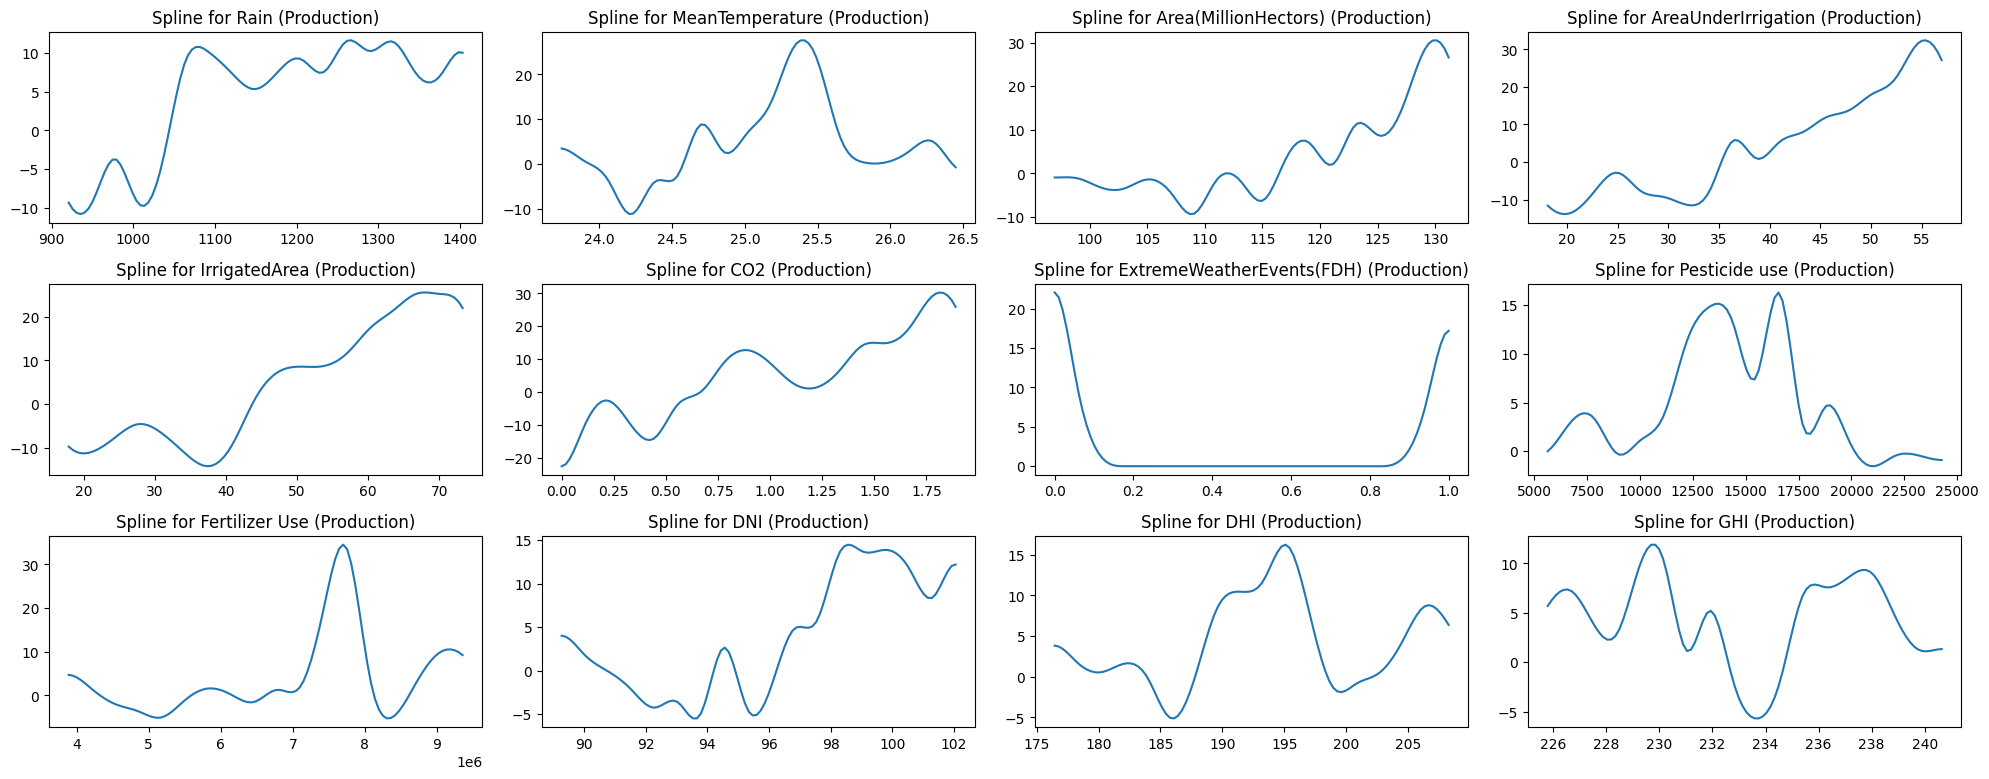 Spline for Rain (Production)
10
5
0
−5
−10
900 1000 1100 1200 1300 1400
Spline for MeanTemperature (Production)
20
10
0
−10
24.0 24.5 25.0 25.5 26.0 26.5
Spline for Area(MillionHectors) (Production)
30
20
10
0
−10
100 105 110 115 120 125 130
Spline for AreaUnderIrrigation (Production)
30
20
10
0
−10
20 25 30 35 40 45 50 55
Spline for IrrigatedArea (Production)
20
10
0
−10
20 30 40 50 60 70
Spline for CO2 (Production)
30
20
10
0
−10
−20
0.00 0.25 0.50 0.75 1.00 1.25 1.50 1.75
Spline for ExtremeWeatherEvents(FDH) (Production)
20
15
10
5
0
0.0 0.2 0.4 0.6 0.8 1.0
Spline for Pesticide use (Production)
15
10
5
0
5000 7500 10000 12500 15000 17500 20000 22500 25000
Spline for Fertilizer Use (Production)
30
20
10
0
4 5 6 7 8 9
1e6
Spline for DNI (Production)
15
10
5
0
−5
90 92 94 96 98 100 102
Spline for DHI (Production)
15
10
5
0
−5
175 180 185 190 195 200 205
Spline for GHI (Production)
10
5
0
−5
226 228 230 232 234 236 238 240